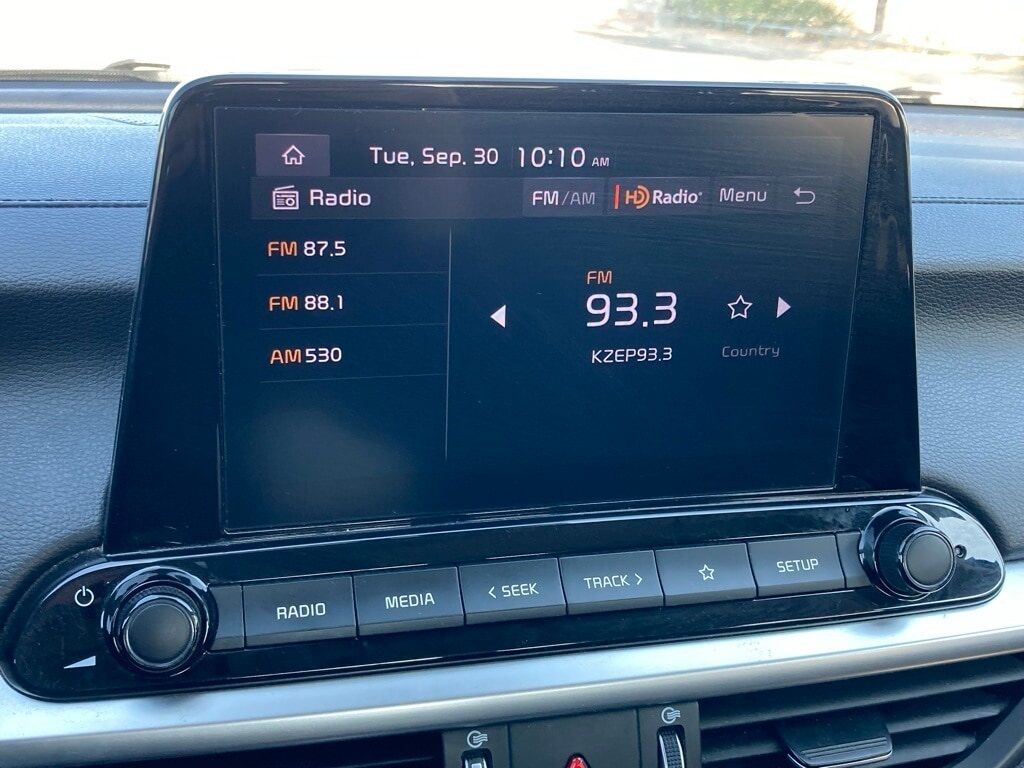 Tue, Sep. 30 10:10 AM
Radio FM/AM HD Radio® Menu
FM 87.5
FM 88.1
AM 530
FM
93.3
KZEP93.3 Country
RADIO MEDIA < SEEK TRACK > SETUP